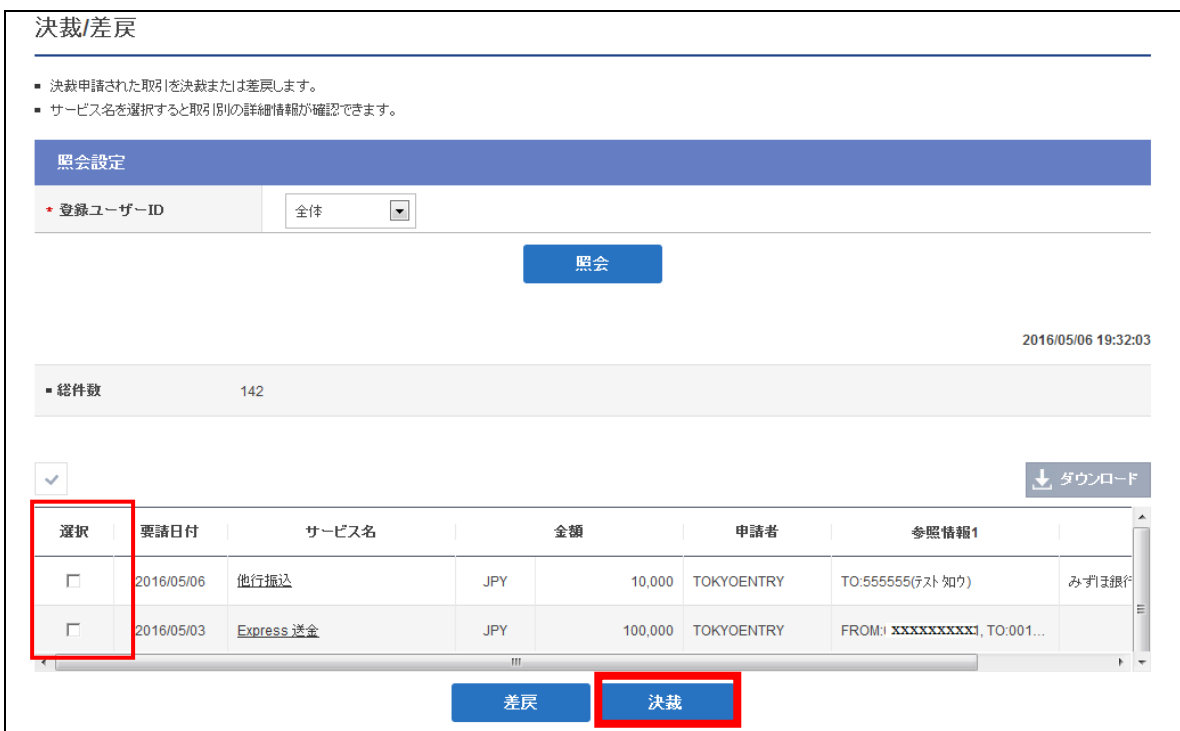 決裁/差戻
▪ 決裁申請された取引を決裁または差戻します。
▪ サービス名を選択すると取引別の詳細情報が確認できます。
照会設定
* 登録ユーザーID 全体
照会
2016/05/06 19:32:03
▪ 総件数 142
ダウンロード
選択 要請日付 サービス名 金額 申請者 参照情報1
2016/05/06 他行振込 JPY 10,000 TOKYOENTRY TO:555555(テスト タロウ) みずほ銀行
2016/05/03 Express 送金 JPY 100,000 TOKYOENTRY FROM: XXXXXXXXX1, TO:001...
差戻 決裁